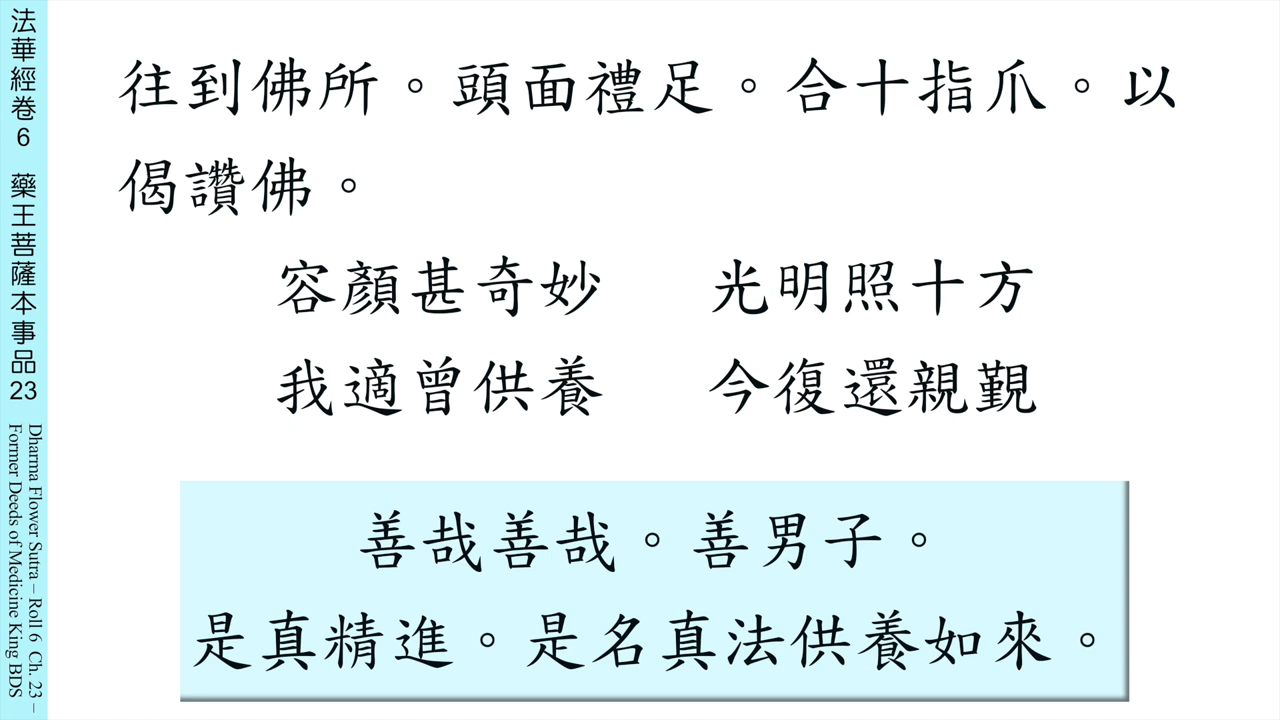 法華經卷6 藥王菩薩本事品23
Dharma Flower Sutra – Roll 6 Ch. 23 –
Former Deeds of Medicine King BDS
往到佛所。頭面禮足。合十指爪。以
偈讚佛。
容顏甚奇妙 光明照十方
我適曾供養 今復還親覲
善哉善哉。善男子。
是真精進。是名真法供養如來。